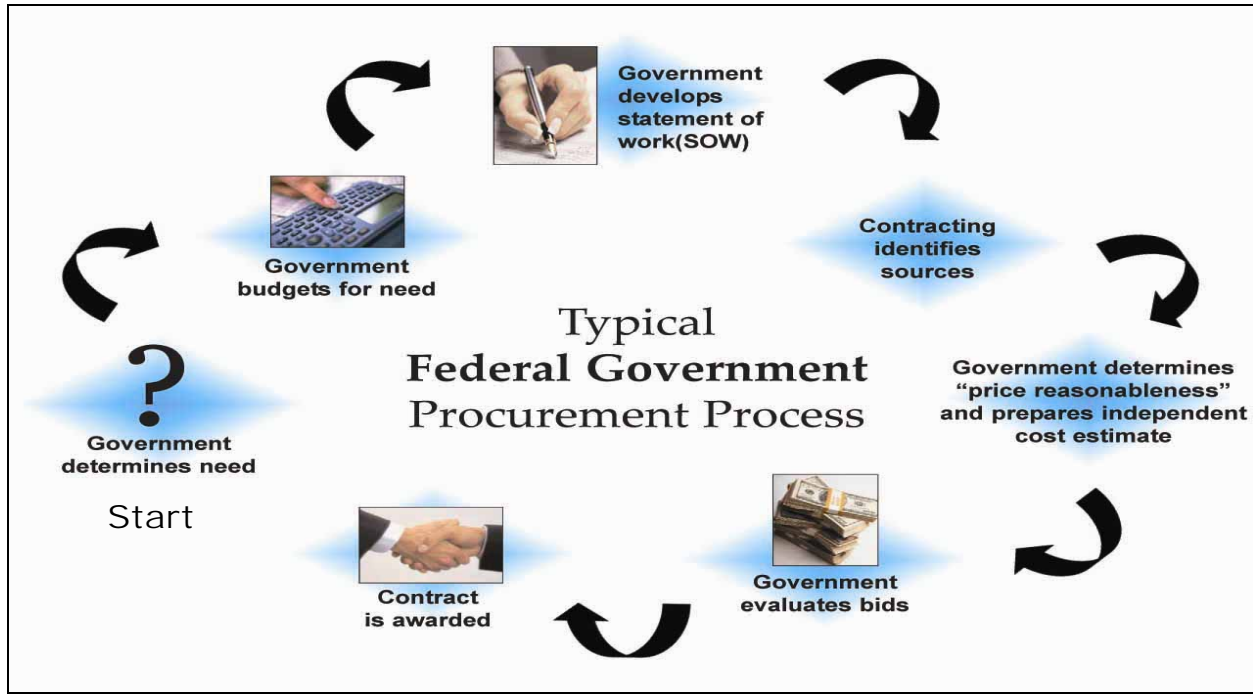 Typical
Federal Government
Procurement Process
?
Government
determines need
Start
Government
budgets for need
Government
develops
statement of
work(SOW)
Contracting
identifies
sources
Government determines
“price reasonableness”
and prepares independent
cost estimate
Government
evaluates bids
Contract
is awarded